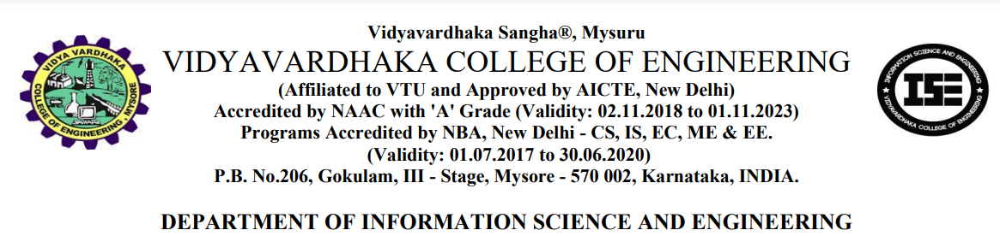 Vidyavardhaka Sangha®, Mysuru
VIDYAVARDHAKA COLLEGE OF ENGINEERING
(Affiliated to VTU and Approved by AICTE, New Delhi)
Accredited by NAAC with 'A' Grade (Validity: 02.11.2018 to 01.11.2023)
Programs Accredited by NBA, New Delhi - CS, IS, EC, ME & EE.
(Validity: 01.07.2017 to 30.06.2020)
P.B. No.206, Gokulam, III - Stage, Mysore - 570 002, Karnataka, INDIA.
DEPARTMENT OF INFORMATION SCIENCE AND ENGINEERING
VIDYA VARDHAKA
COLLEGE OF ENGINEERING, MYSORE
INFORMATION SCIENCE AND ENGINEERING
ISE
VIDYAVARDHAKA COLLEGE OF ENGINEERING